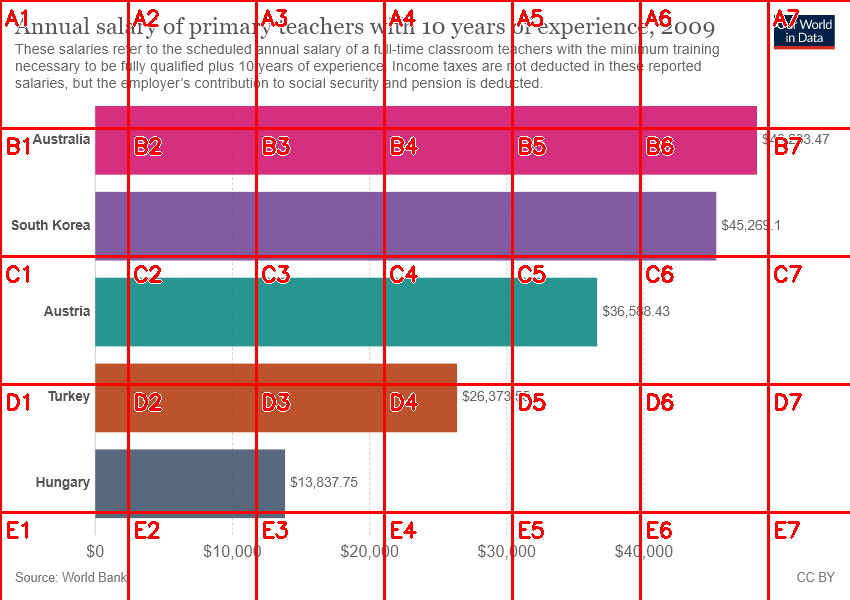 Annual salary of primary teachers with 10 years of experience, 2009
Our World
in Data
These salaries refer to the scheduled annual salary of a full-time classroom teachers with the minimum training
necessary to be fully qualified plus 10 years of experience. Income taxes are not deducted in these reported
salaries, but the employer's contribution to social security and pension is deducted.
A1 A2 A3 A4 A5 A6 A7
Australia
B1 B2 B3 B4 B5 B6 B7
South Korea $45,269.1
C1 C2 C3 C4 C5 C6 C7
Austria $36,588.43
Turkey
D1 D2 D3 D4 D5 D6 D7
Hungary $13,837.75
E1 E2 E3 E4 E5 E6 E7
$0 $10,000 $20,000 $30,000 $40,000
Source: World Bank CC BY